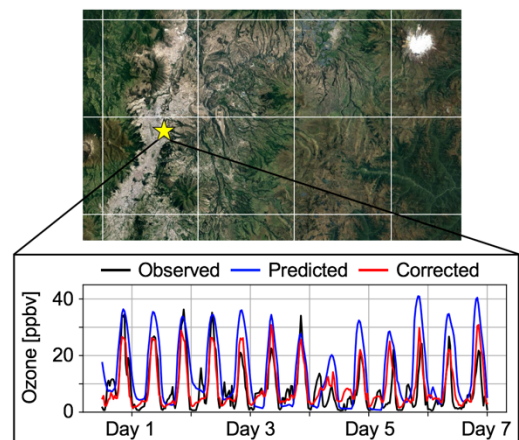 Observed Predicted Corrected
Ozone [ppbv]
40
20
0
Day 1 Day 3 Day 5 Day 7